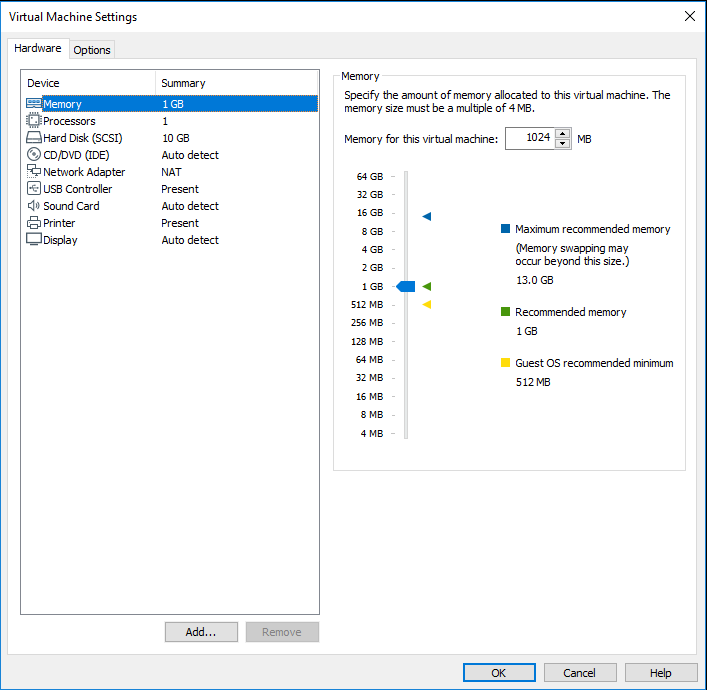 Virtual Machine Settings
Hardware
Options
Device Summary
Memory 1 GB
Processors 1
Hard Disk (SCSI) 10 GB
CD/DVD (IDE) Auto detect
Network Adapter NAT
USB Controller Present
Sound Card Auto detect
Printer Present
Display Auto detect
Add...
Remove
Memory
Specify the amount of memory allocated to this virtual machine. The
memory size must be a multiple of 4 MB.
Memory for this virtual machine: 1024 MB
64 GB
32 GB
16 GB
8 GB
4 GB
2 GB
1 GB
512 MB
256 MB
128 MB
64 MB
32 MB
16 MB
8 MB
4 MB
Maximum recommended memory
(Memory swapping may
occur beyond this size.)
13.0 GB
Recommended memory
1 GB
Guest OS recommended minimum
512 MB
OK
Cancel
Help